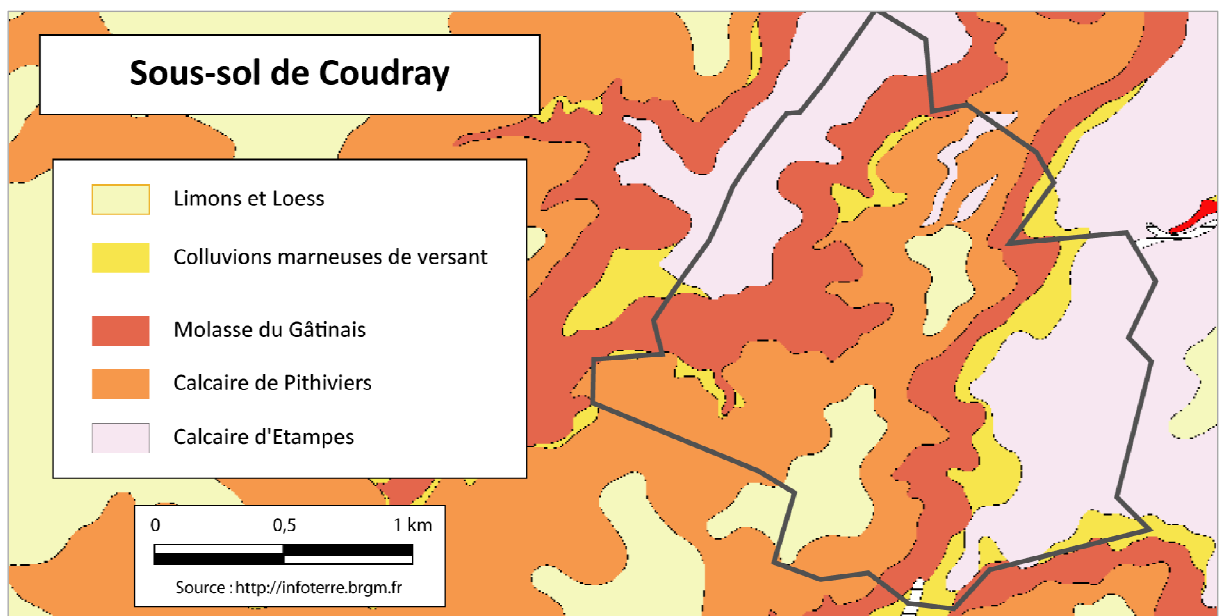 Sous-sol de Coudray
Limons et Loess
Colluvions marneuses de versant
Molasse du Gâtinais
Calcaire de Pithiviers
Calcaire d'Etampes
0 0,5 1 km
Source : http://infoterre.brgm.fr